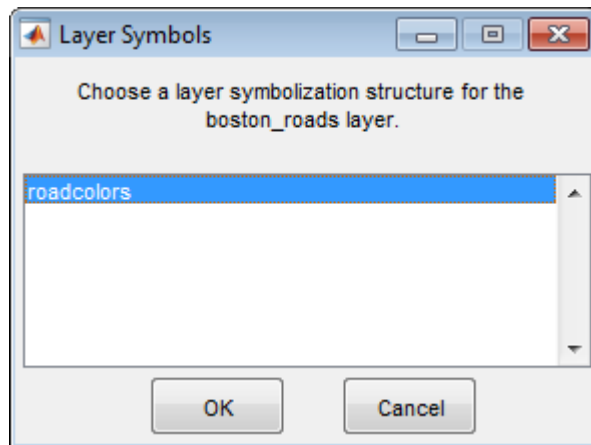 Layer Symbols
Choose a layer symbolization structure for the
boston_roads layer.
roadcolors
OK Cancel